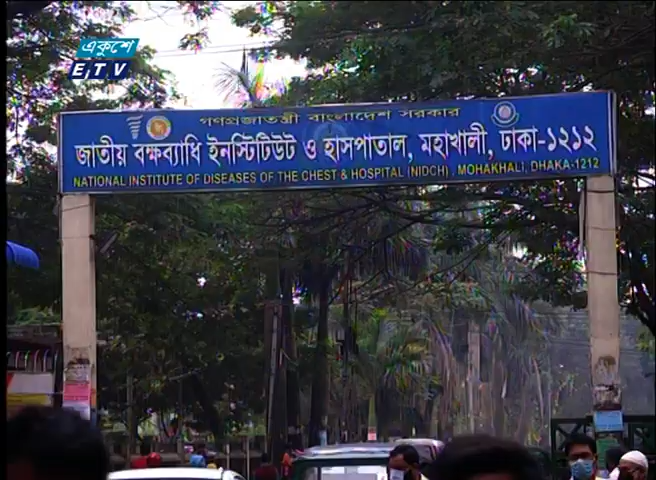 একুশে
ETV
গণপ্রজাতন্ত্রী বাংলাদেশ সরকার
জাতীয় বক্ষব্যাধি ইনস্টিটিউট ও হাসপাতাল, মহাখালী, ঢাকা-১২১২
NATIONAL INSTITUTE OF DISEASES OF THE CHEST & HOSPITAL (NIDCH), MOHAKHALI, DHAKA-1212